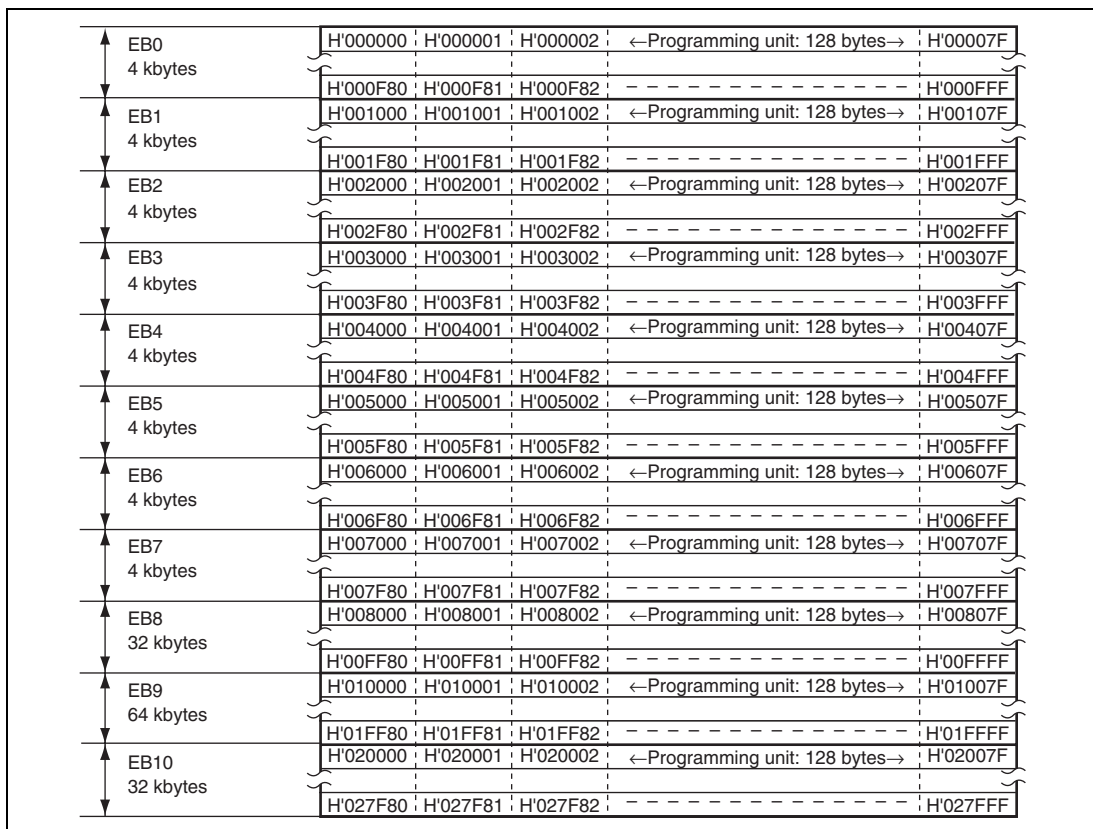 EB0
4 kbytes
H'000000 H'000001 H'000002 ←Programming unit: 128 bytes→ H'00007F
H'000F80 H'000F81 H'000F82 – – – – – – – – – – – – – – H'000FFF
EB1
4 kbytes
H'001000 H'001001 H'001002 ←Programming unit: 128 bytes→ H'00107F
H'001F80 H'001F81 H'001F82 – – – – – – – – – – – – – – H'001FFF
EB2
4 kbytes
H'002000 H'002001 H'002002 ←Programming unit: 128 bytes→ H'00207F
H'002F80 H'002F81 H'002F82 – – – – – – – – – – – – – – H'002FFF
EB3
4 kbytes
H'003000 H'003001 H'003002 ←Programming unit: 128 bytes→ H'00307F
H'003F80 H'003F81 H'003F82 – – – – – – – – – – – – – – H'003FFF
EB4
4 kbytes
H'004000 H'004001 H'004002 ←Programming unit: 128 bytes→ H'00407F
H'004F80 H'004F81 H'004F82 – – – – – – – – – – – – – – H'004FFF
EB5
4 kbytes
H'005000 H'005001 H'005002 ←Programming unit: 128 bytes→ H'00507F
H'005F80 H'005F81 H'005F82 – – – – – – – – – – – – – – H'005FFF
EB6
4 kbytes
H'006000 H'006001 H'006002 ←Programming unit: 128 bytes→ H'00607F
H'006F80 H'006F81 H'006F82 – – – – – – – – – – – – – – H'006FFF
EB7
4 kbytes
H'007000 H'007001 H'007002 ←Programming unit: 128 bytes→ H'00707F
H'007F80 H'007F81 H'007F82 – – – – – – – – – – – – – – H'007FFF
EB8
32 kbytes
H'008000 H'008001 H'008002 ←Programming unit: 128 bytes→ H'00807F
H'00FF80 H'00FF81 H'00FF82 – – – – – – – – – – – – – – H'00FFFF
EB9
64 kbytes
H'010000 H'010001 H'010002 ←Programming unit: 128 bytes→ H'01007F
H'01FF80 H'01FF81 H'01FF82 – – – – – – – – – – – – – – H'01FFFF
EB10
32 kbytes
H'020000 H'020001 H'020002 ←Programming unit: 128 bytes→ H'02007F
H'027F80 H'027F81 H'027F82 – – – – – – – – – – – – – – H'027FFF